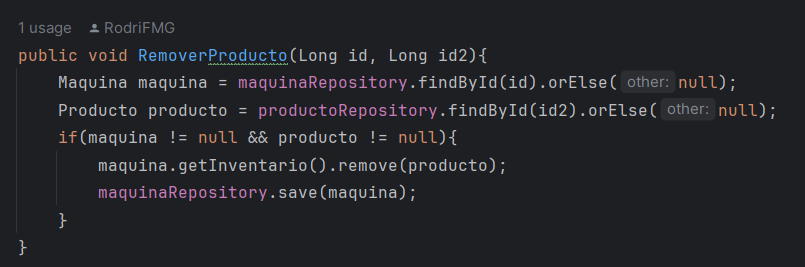 1 usage RodriFMG
public void RemoverProducto(Long id, Long id2){
Maquina maquina = maquinaRepository.findById(id).orElse( other: null);
Producto producto = productoRepository.findById(id2).orElse( other: null);
if(maquina != null && producto != null){
maquina.getInventario().remove(producto);
maquinaRepository.save(maquina);
}
}